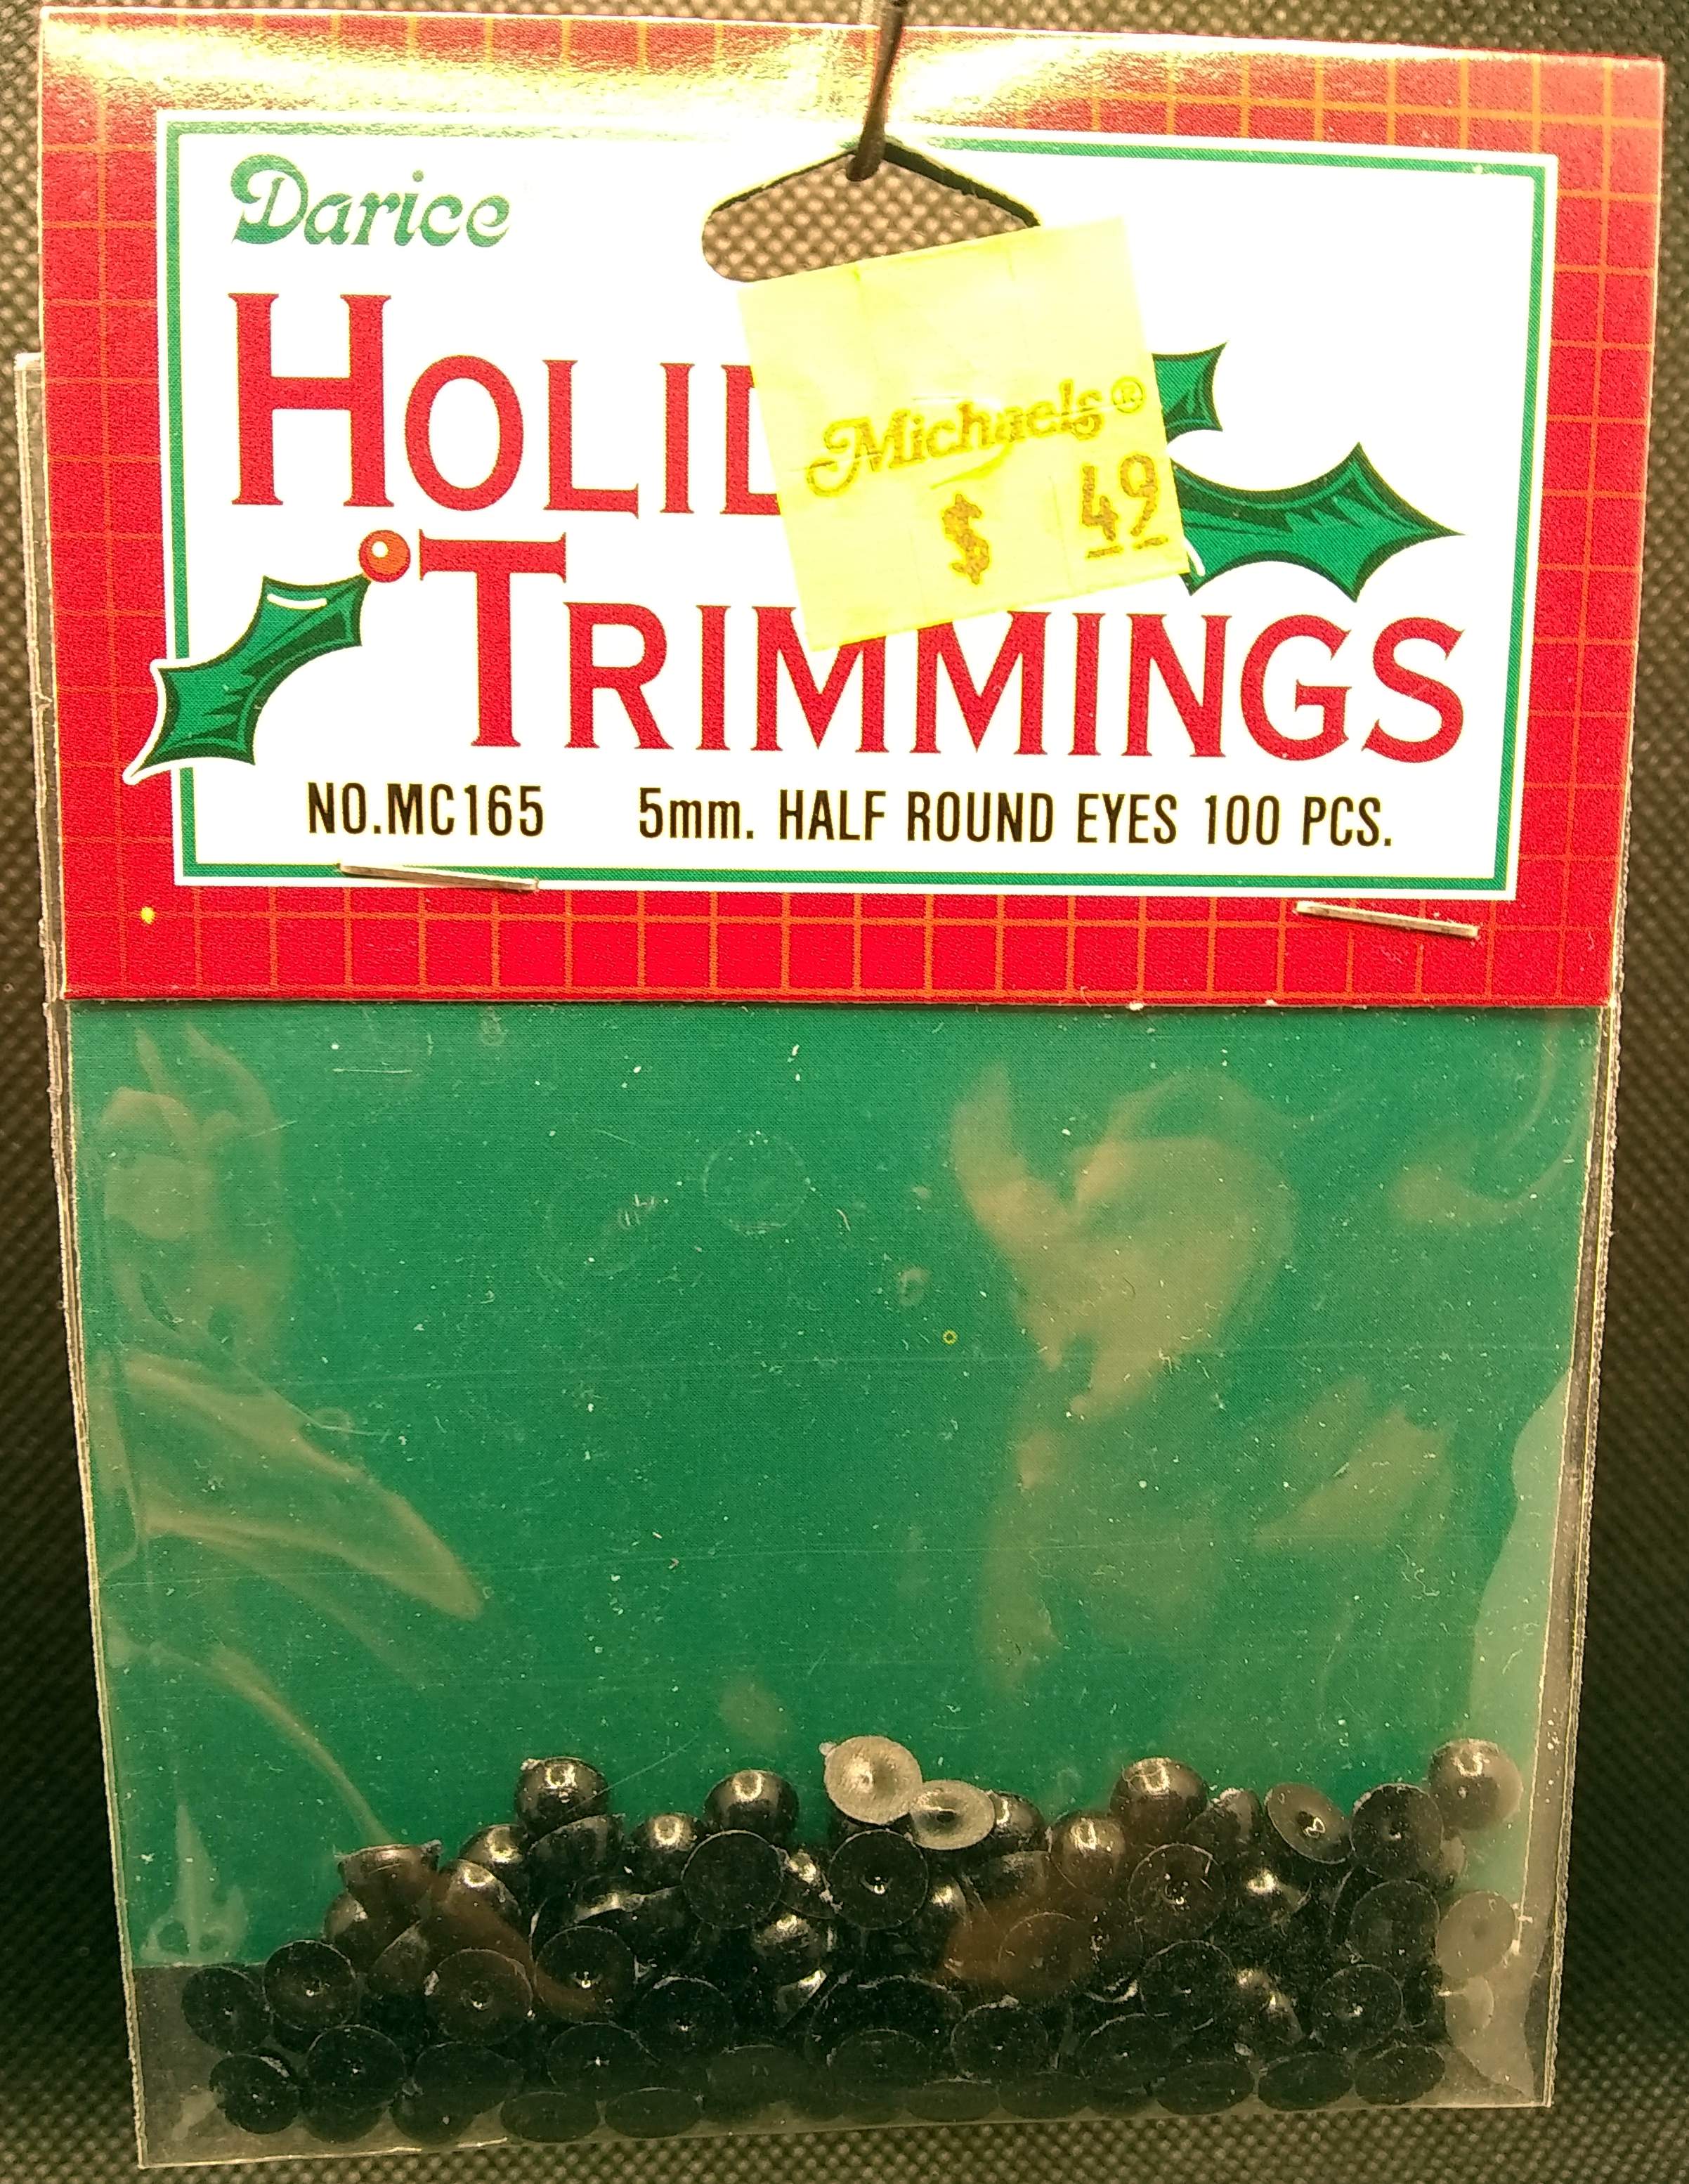 Darice
HOLID
Michaels®
$ 49
TRIMMINGS
NO.MC165 5mm. HALF ROUND EYES 100 PCS.